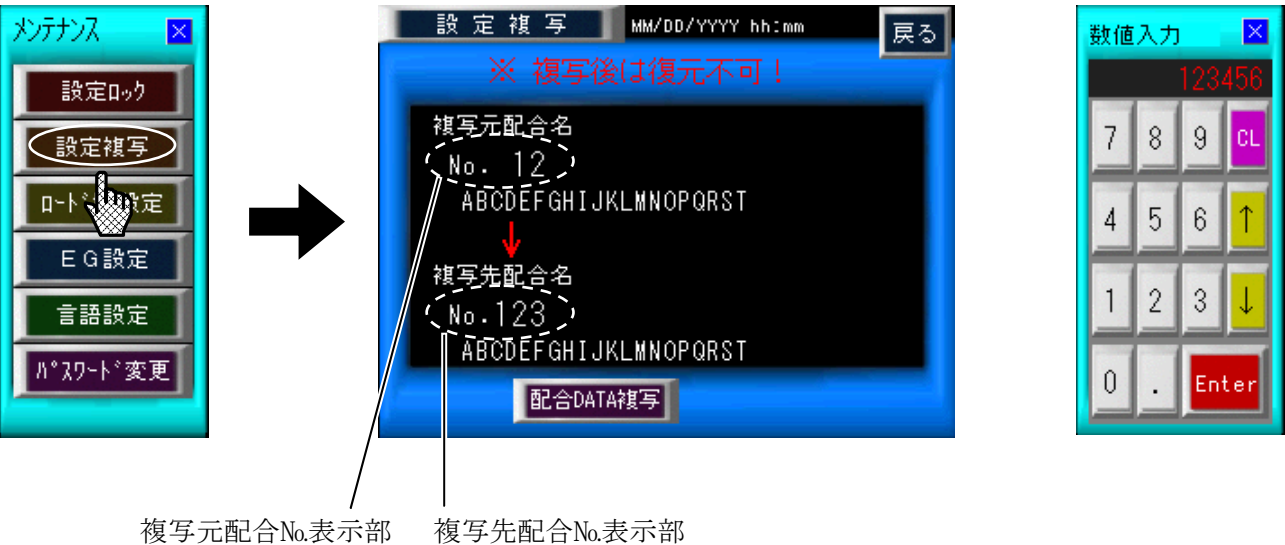 メンテナンス ×
設定ロック
設定複写
ロード 設定
EG設定
言語設定
パスワード変更
設定複写 MM/DD/YYYY hh:mm 戻る
※ 複写後は復元不可！
複写元配合名
No. 12
ABCDEFGHIJKLMNOPQRST
↓
複写先配合名
No.123
ABCDEFGHIJKLMNOPQRST
配合DATA複写
複写元配合№表示部 複写先配合№表示部
数値入力 ×
123456
7 8 9 CL
4 5 6 ↑
1 2 3 ↓
0 . Enter